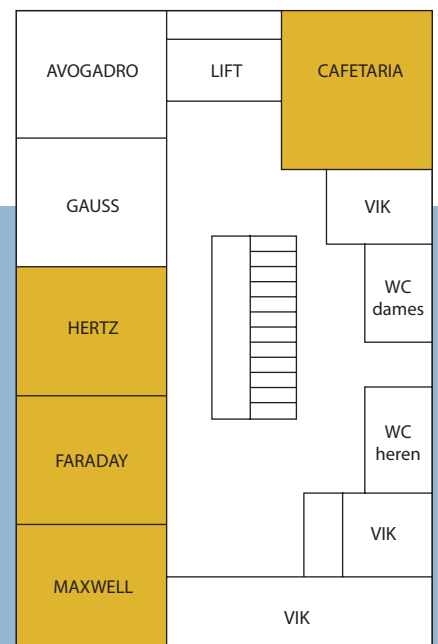 AVOGADRO
LIFT
CAFETARIA
GAUSS
VIK
WC
dames
HERTZ
WC
heren
FARADAY
VIK
MAXWELL
VIK